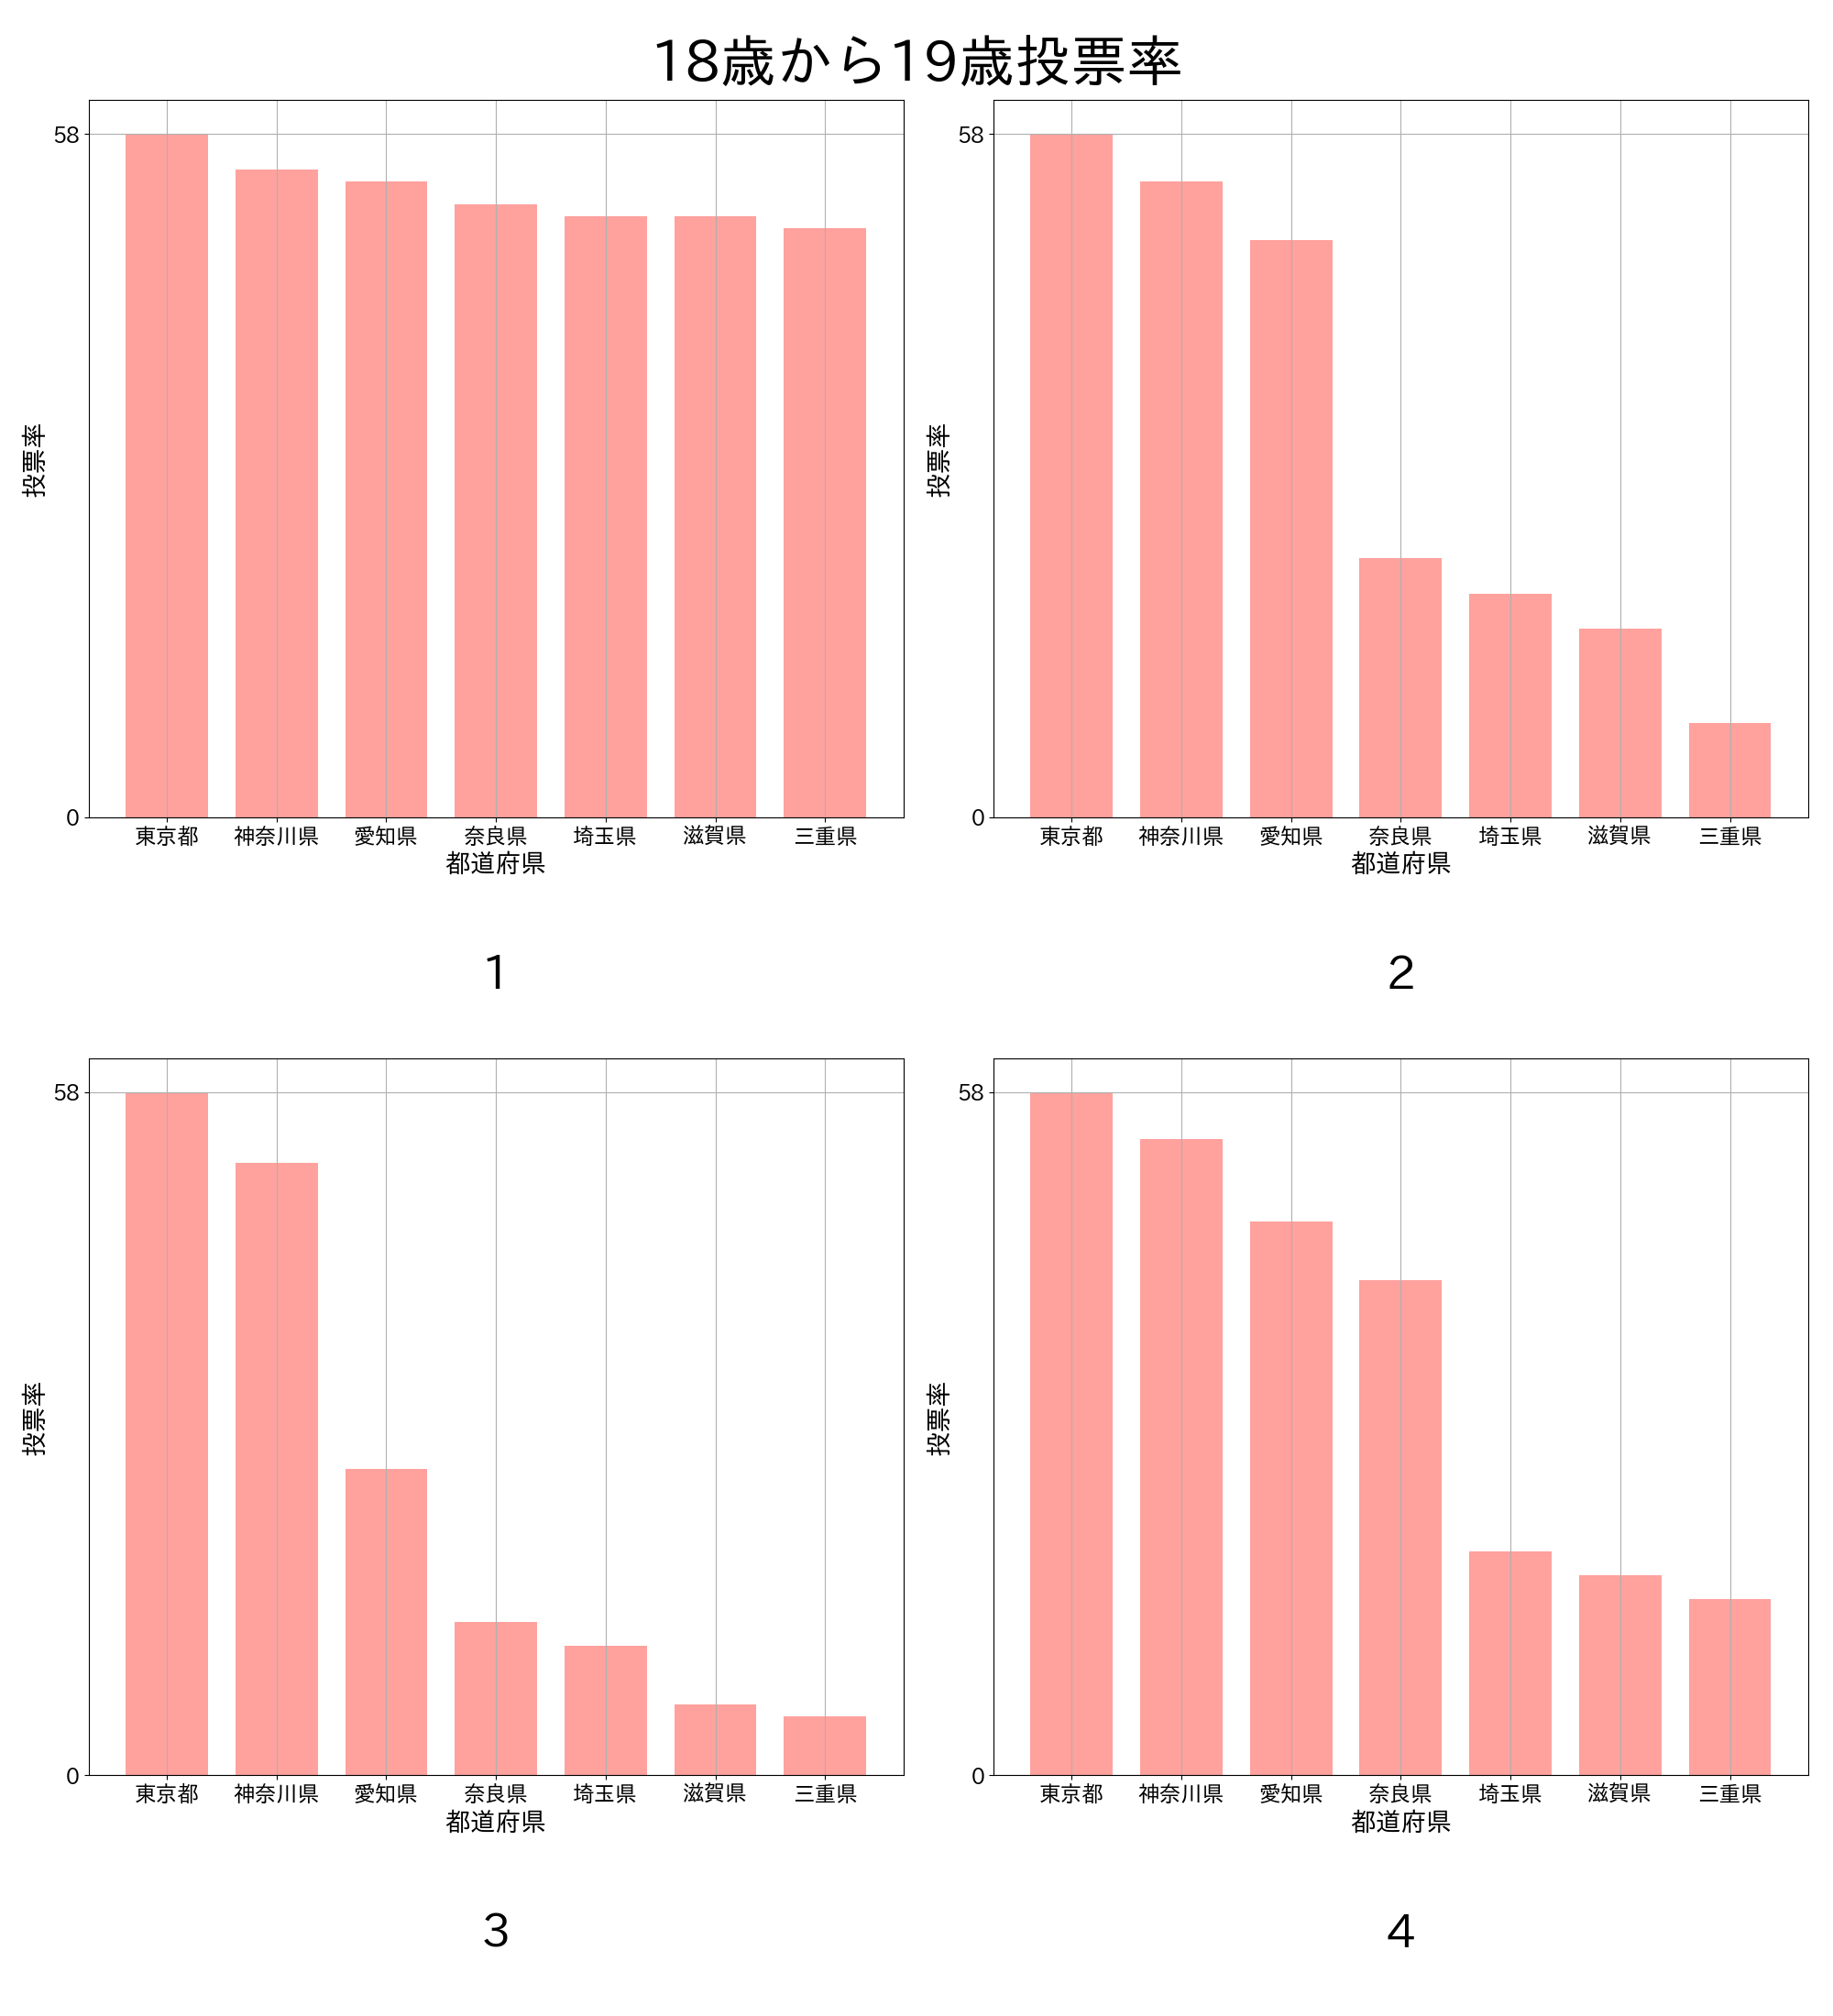 18歳から19歳投票率
58
0
投票率
東京都 神奈川県 愛知県 奈良県 埼玉県 滋賀県 三重県
都道府県
1
58
0
投票率
東京都 神奈川県 愛知県 奈良県 埼玉県 滋賀県 三重県
都道府県
2
58
0
投票率
東京都 神奈川県 愛知県 奈良県 埼玉県 滋賀県 三重県
都道府県
3
58
0
投票率
東京都 神奈川県 愛知県 奈良県 埼玉県 滋賀県 三重県
都道府県
4